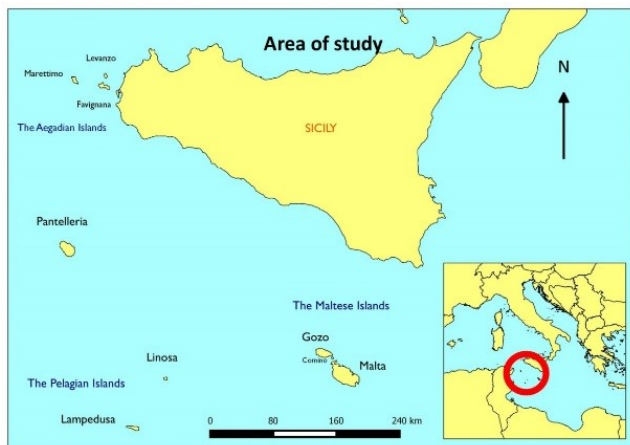 Area of study
Levanzo
Marettimo
N
Favignana
The Aegadian Islands
SICILY
Pantelleria
The Maltese Islands
Gozo
Comino
Linosa
Malta
The Pelagian Islands
Lampedusa
0 80 160 240 km